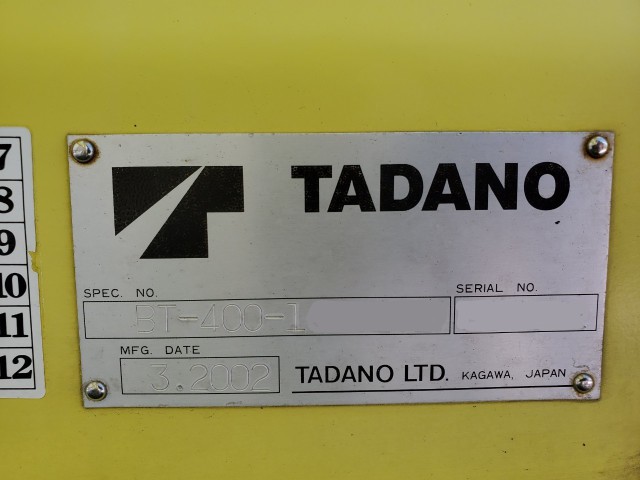 7
8
9
10
11
12
TADANO
SPEC. NO.
SERIAL NO.
BT-400-1
MFG. DATE
3.2002
TADANO LTD. KAGAWA, JAPAN